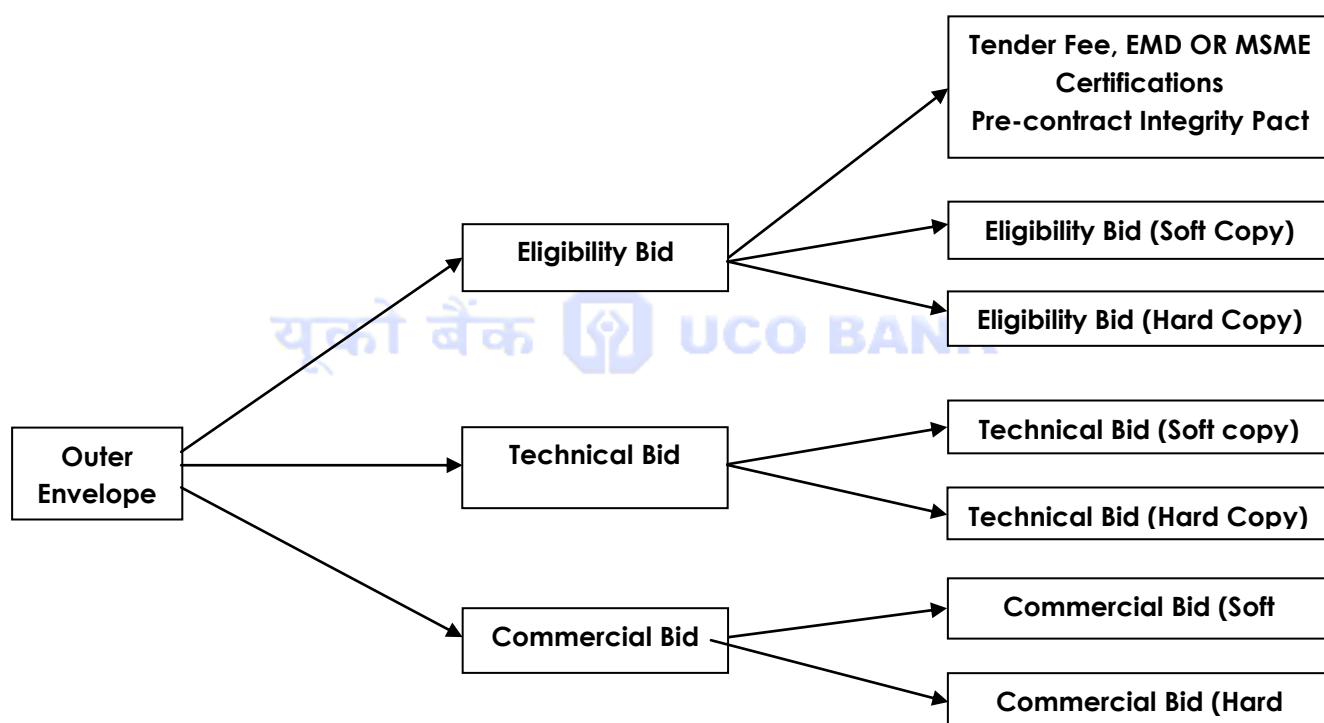 Tender Fee, EMD OR MSME
Certifications
Pre-contract Integrity Pact
Eligibility Bid
Eligibility Bid (Soft Copy)
Eligibility Bid (Hard Copy)
यूको बैंक UCO BANK
Outer
Envelope
Technical Bid
Technical Bid (Soft copy)
Technical Bid (Hard Copy)
Commercial Bid
Commercial Bid (Soft
Commercial Bid (Hard